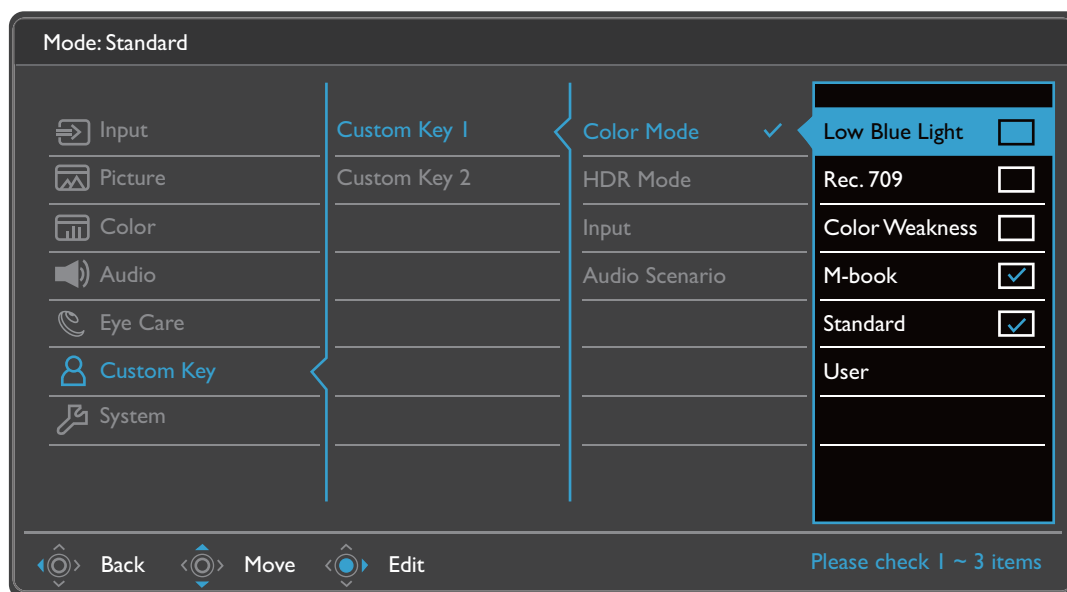 Mode: Standard
Input
Picture
Color
Audio
Eye Care
Custom Key
System
Custom Key 1
Custom Key 2
Color Mode
HDR Mode
Input
Audio Scenario
Low Blue Light
Rec. 709
Color Weakness
M-book
Standard
User
Back Move Edit
Please check 1 ~ 3 items